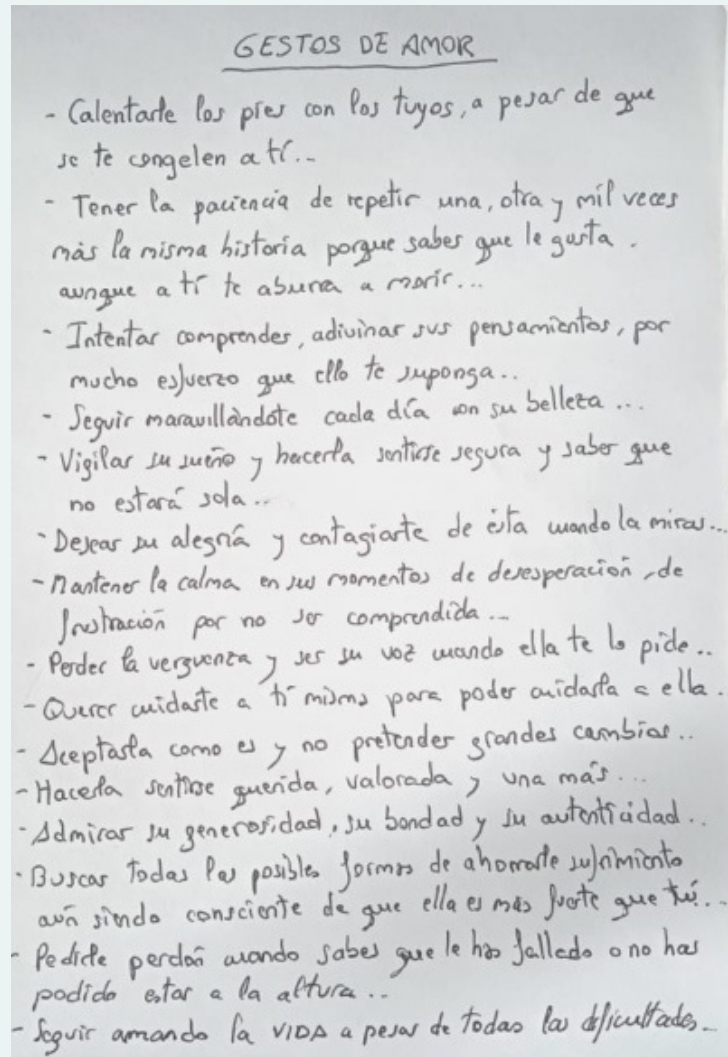 GESTOS DE AMOR
- Calentarle los pies con los tuyos, a pesar de que
se te congelen a tí...
- Tener la paciencia de repetir una, otra y mil veces
más la misma historia porque sabes que le gusta.
aunque a tí te aburra a morir...
- Intentar comprender, adivinar sus pensamientos, por
mucho esfuerzo que ello te suponga..
- Seguir maravillàndote cada día con su belleza ...
- Vigilar su sueño y hacerla sentirse segura y saber que
no estará sola..
- Desear su alegría y contagiarte de ésta cuando la miras...
- Mantener la calma en sus momentos de desesperación, de
frustración por no ser comprendida...
- Perder la verguenza y ser su voz cuando ella te lo pide..
- Querer cuidarte a tí misma para poder cuidarla a ella..
- Aceptarla como es y no pretender grandes cambios..
- Hacerla sentirse querida, valorada y una más...
- Admirar su generosidad, su bondad y su autenticidad..
- Buscar todas las posibles formas de ahorrarle sufrimiento
aún siendo consciente de que ella es más fuerte que tú...
- Pedirle perdón cuando sabes que le has fallado o no has
podido estar a la altura..
- Seguir amando la VIDA a pesar de todas las dificultades...